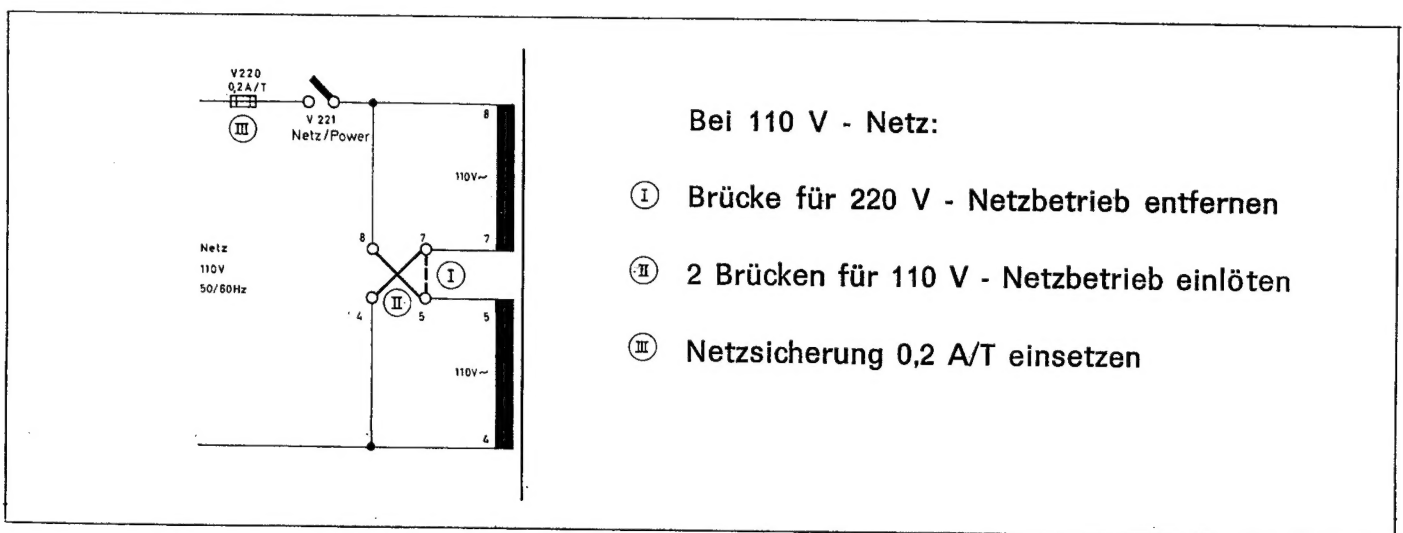 V220
0,2A/T
III
V 221
Netz/Power
8
110V~
8
7
7
Netz
110V
50/60Hz
I
II
4
5
5
110V~
4
Bei 110 V - Netz:
I Brücke für 220 V - Netzbetrieb entfernen
II 2 Brücken für 110 V - Netzbetrieb einlöten
III Netzsicherung 0,2 A/T einsetzen